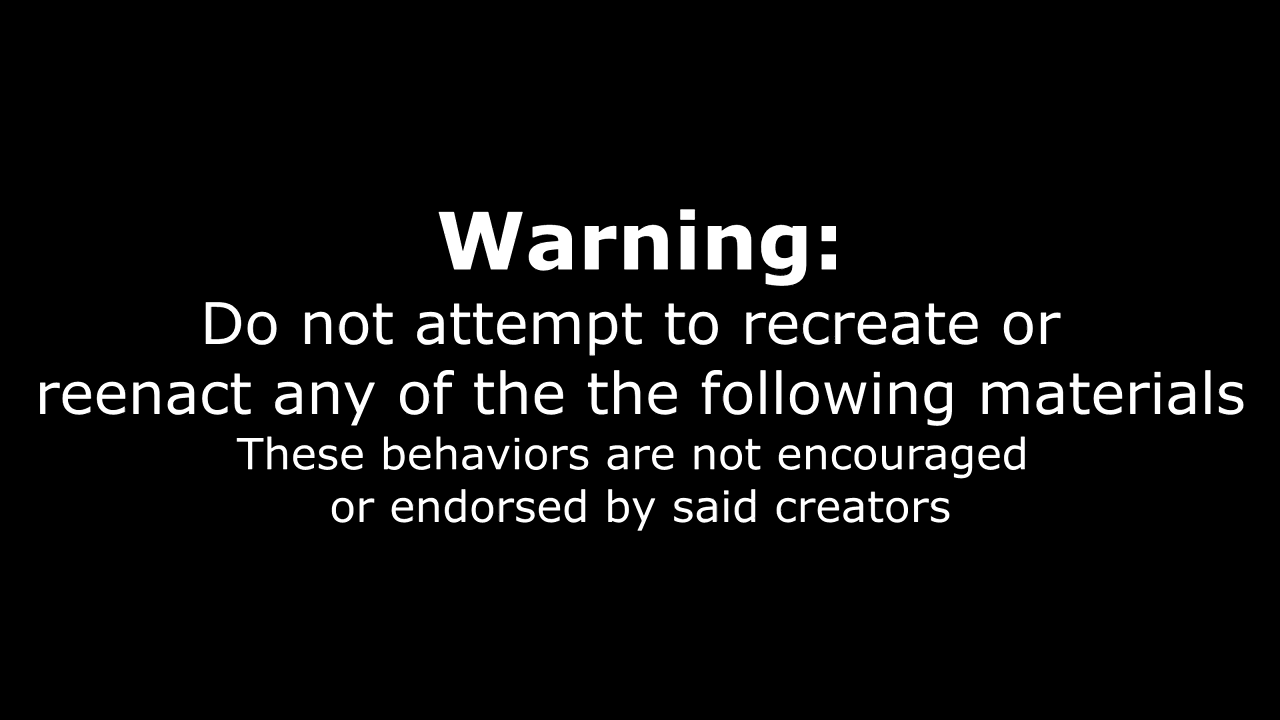 Warning:
Do not attempt to recreate or
reenact any of the the following materials
These behaviors are not encouraged
or endorsed by said creators